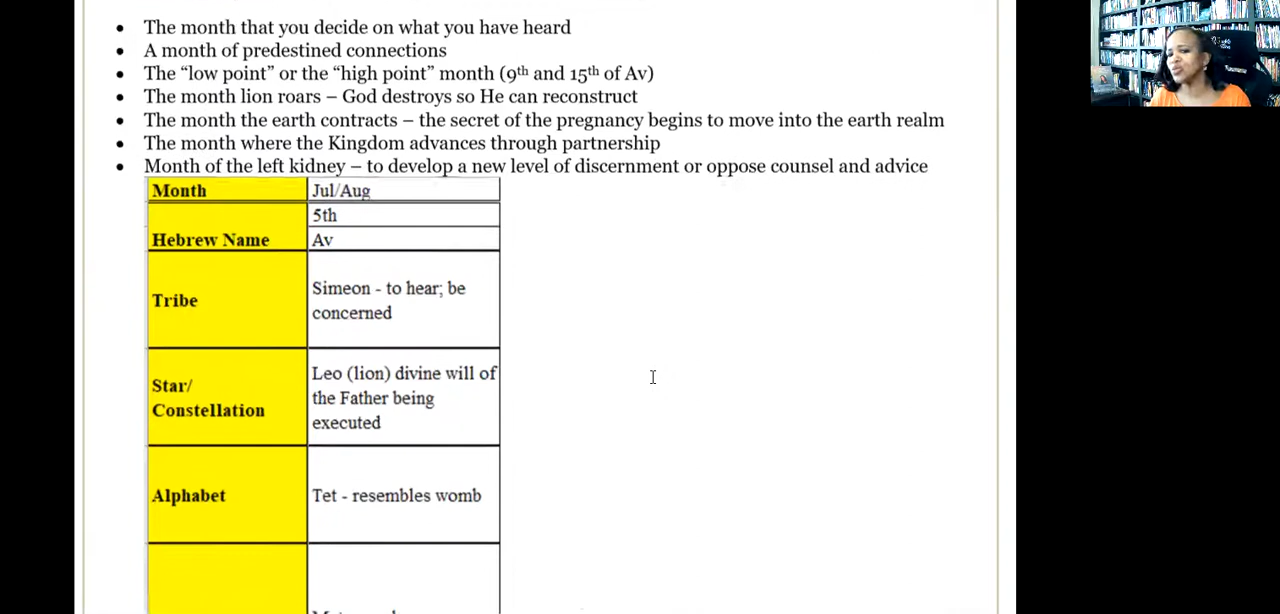 • The month that you decide on what you have heard
• A month of predestined connections
• The “low point” or the “high point” month (9th and 15th of Av)
• The month lion roars – God destroys so He can reconstruct
• The month the earth contracts – the secret of the pregnancy begins to move into the earth realm
• The month where the Kingdom advances through partnership
• Month of the left kidney – to develop a new level of discernment or oppose counsel and advice
Month Jul/Aug
5th
Hebrew Name Av
Tribe Simeon - to hear; be
concerned
Star/
Constellation Leo (lion) divine will of
the Father being
executed
Alphabet Tet - resembles womb